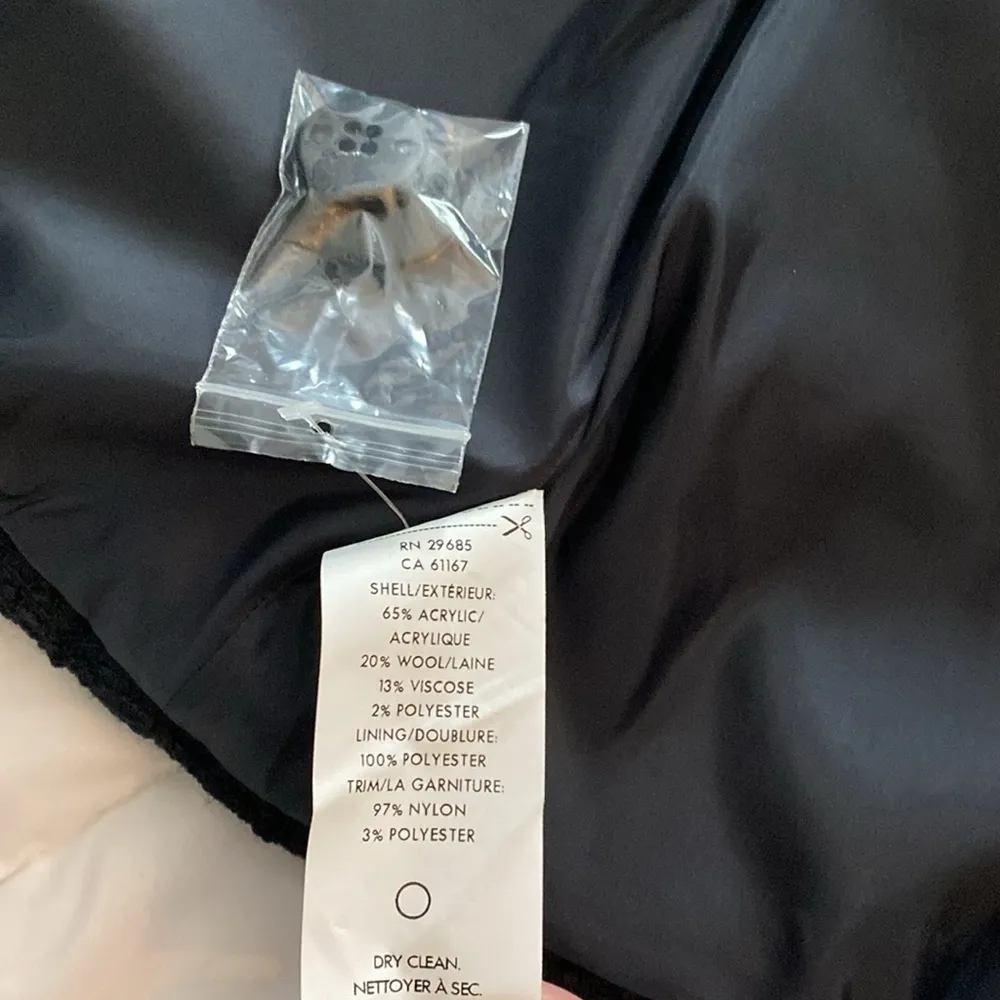 RN 29685
CA 61167
SHELL/EXTÉRIEUR:
65% ACRYLIC/
ACRYLIQUE
20% WOOL/LAINE
13% VISCOSE
2% POLYESTER
LINING/DOUBLURE:
100% POLYESTER
TRIM/LA GARNITURE:
97% NYLON
3% POLYESTER
DRY CLEAN.
NETTOYER À SEC.